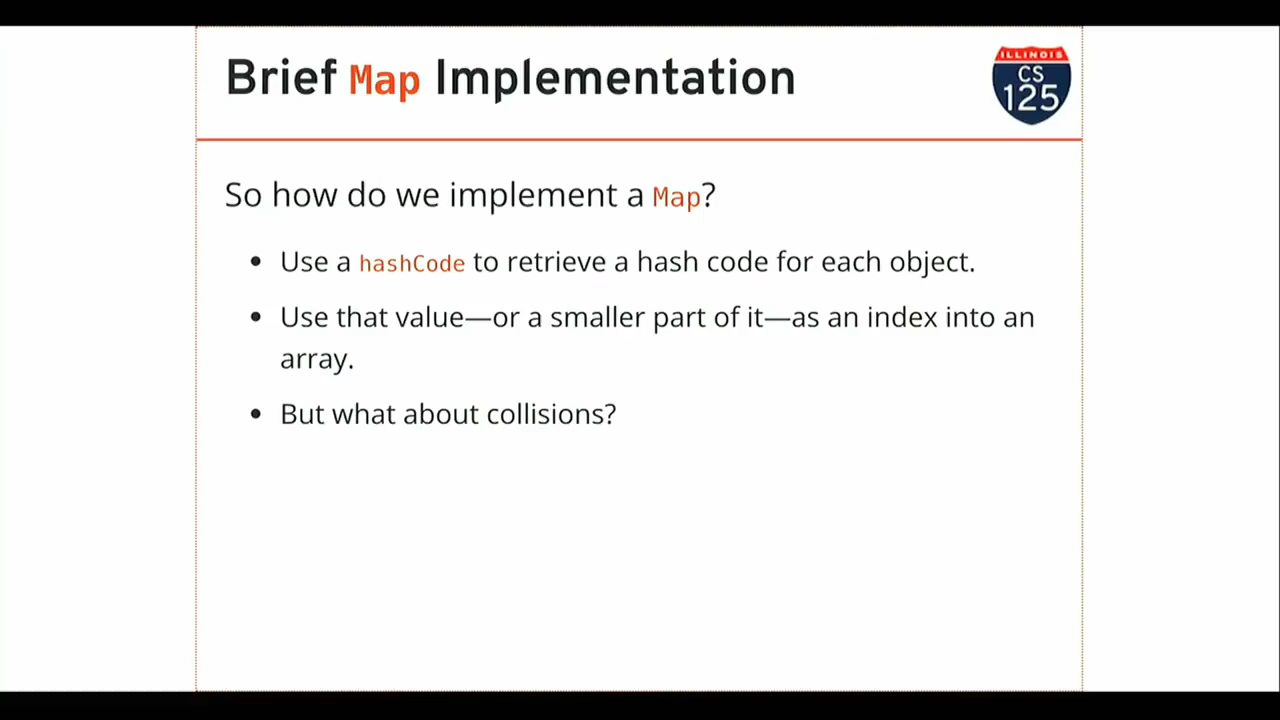 Brief Map Implementation
ILLINOIS
CS
125
So how do we implement a Map?
• Use a hashCode to retrieve a hash code for each object.
• Use that value—or a smaller part of it—as an index into an
array.
• But what about collisions?